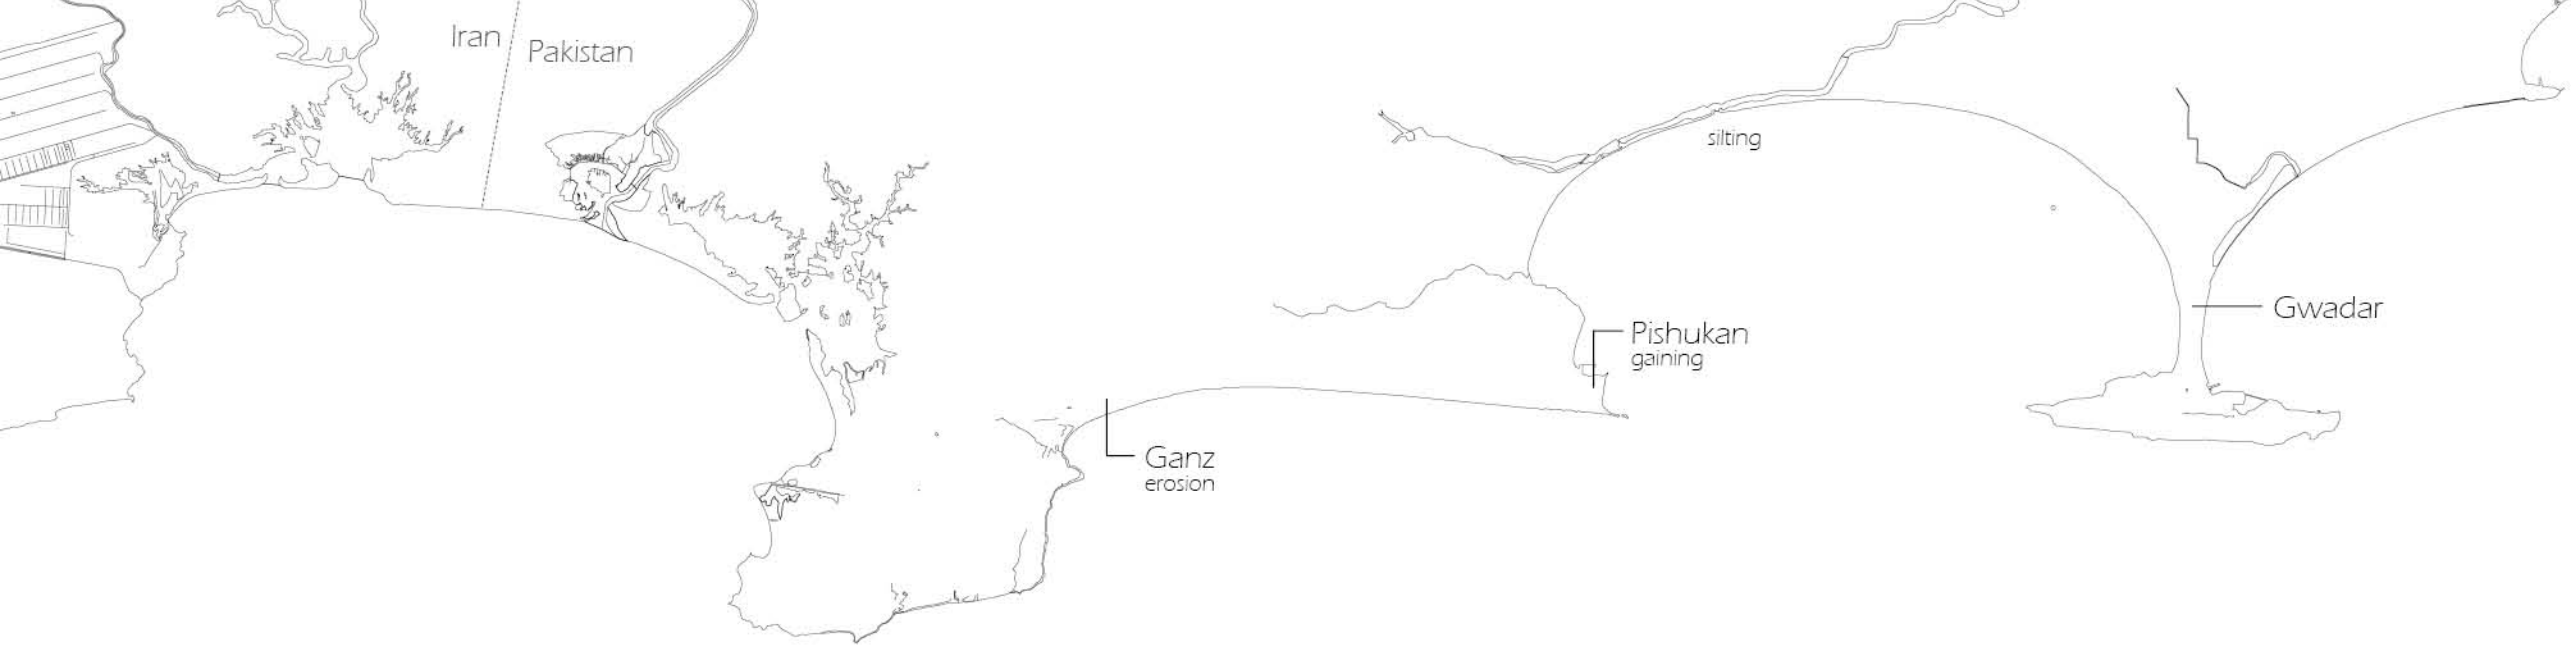 Iran
Pakistan
silting
Gwadar
Pishukan
gaining
Ganz
erosion